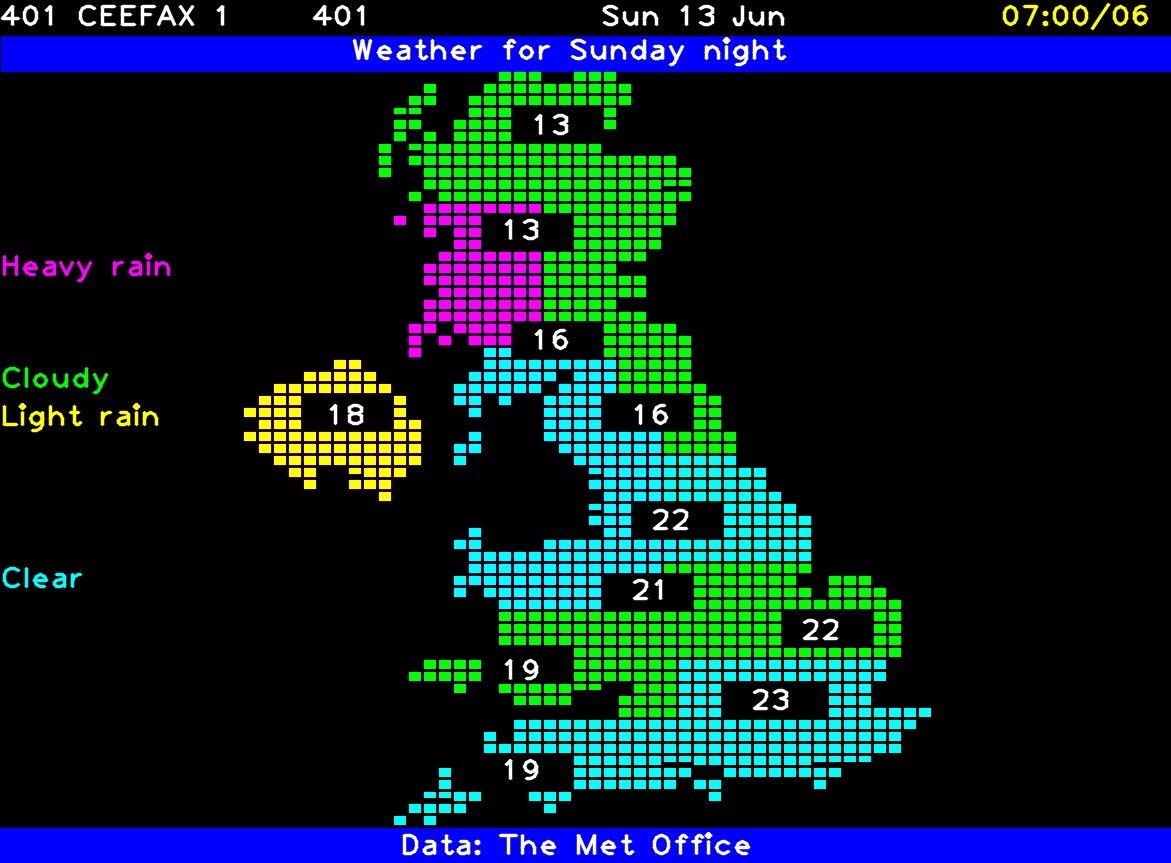 401 CEEFAX 1 401 Sun 13 Jun 07:00/06
Weather for Sunday night
13
13
Heavy rain
16
Cloudy
Light rain 18 16
22
Clear
21
22
19
23
19
Data: The Met Office